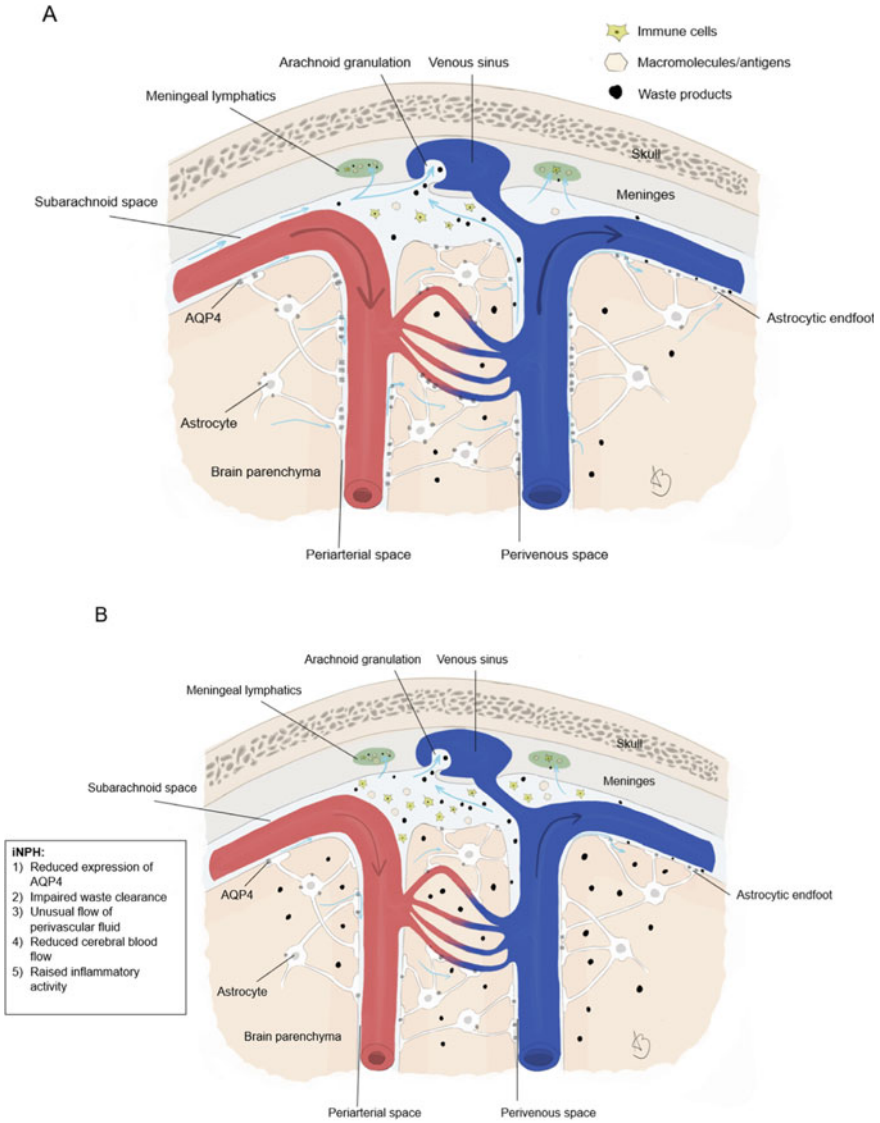 A
Immune cells
Arachnoid granulation
Venous sinus
Macromolecules/antigens
Meningeal lymphatics
Waste products
Skull
Meninges
Subarachnoid space
AQP4
Astrocytic endfoot
Astrocyte
Brain parenchyma
Periarterial space
Perivenous space
B
Arachnoid granulation
Venous sinus
Meningeal lymphatics
Skull
Meninges
Subarachnoid space
iNPH:
1) Reduced expression of
AQP4
2) Impaired waste clearance
3) Unusual flow of
perivascular fluid
4) Reduced cerebral blood
flow
5) Raised inflammatory
activity
AQP4
Astrocytic endfoot
Astrocyte
Brain parenchyma
Periarterial space
Perivenous space